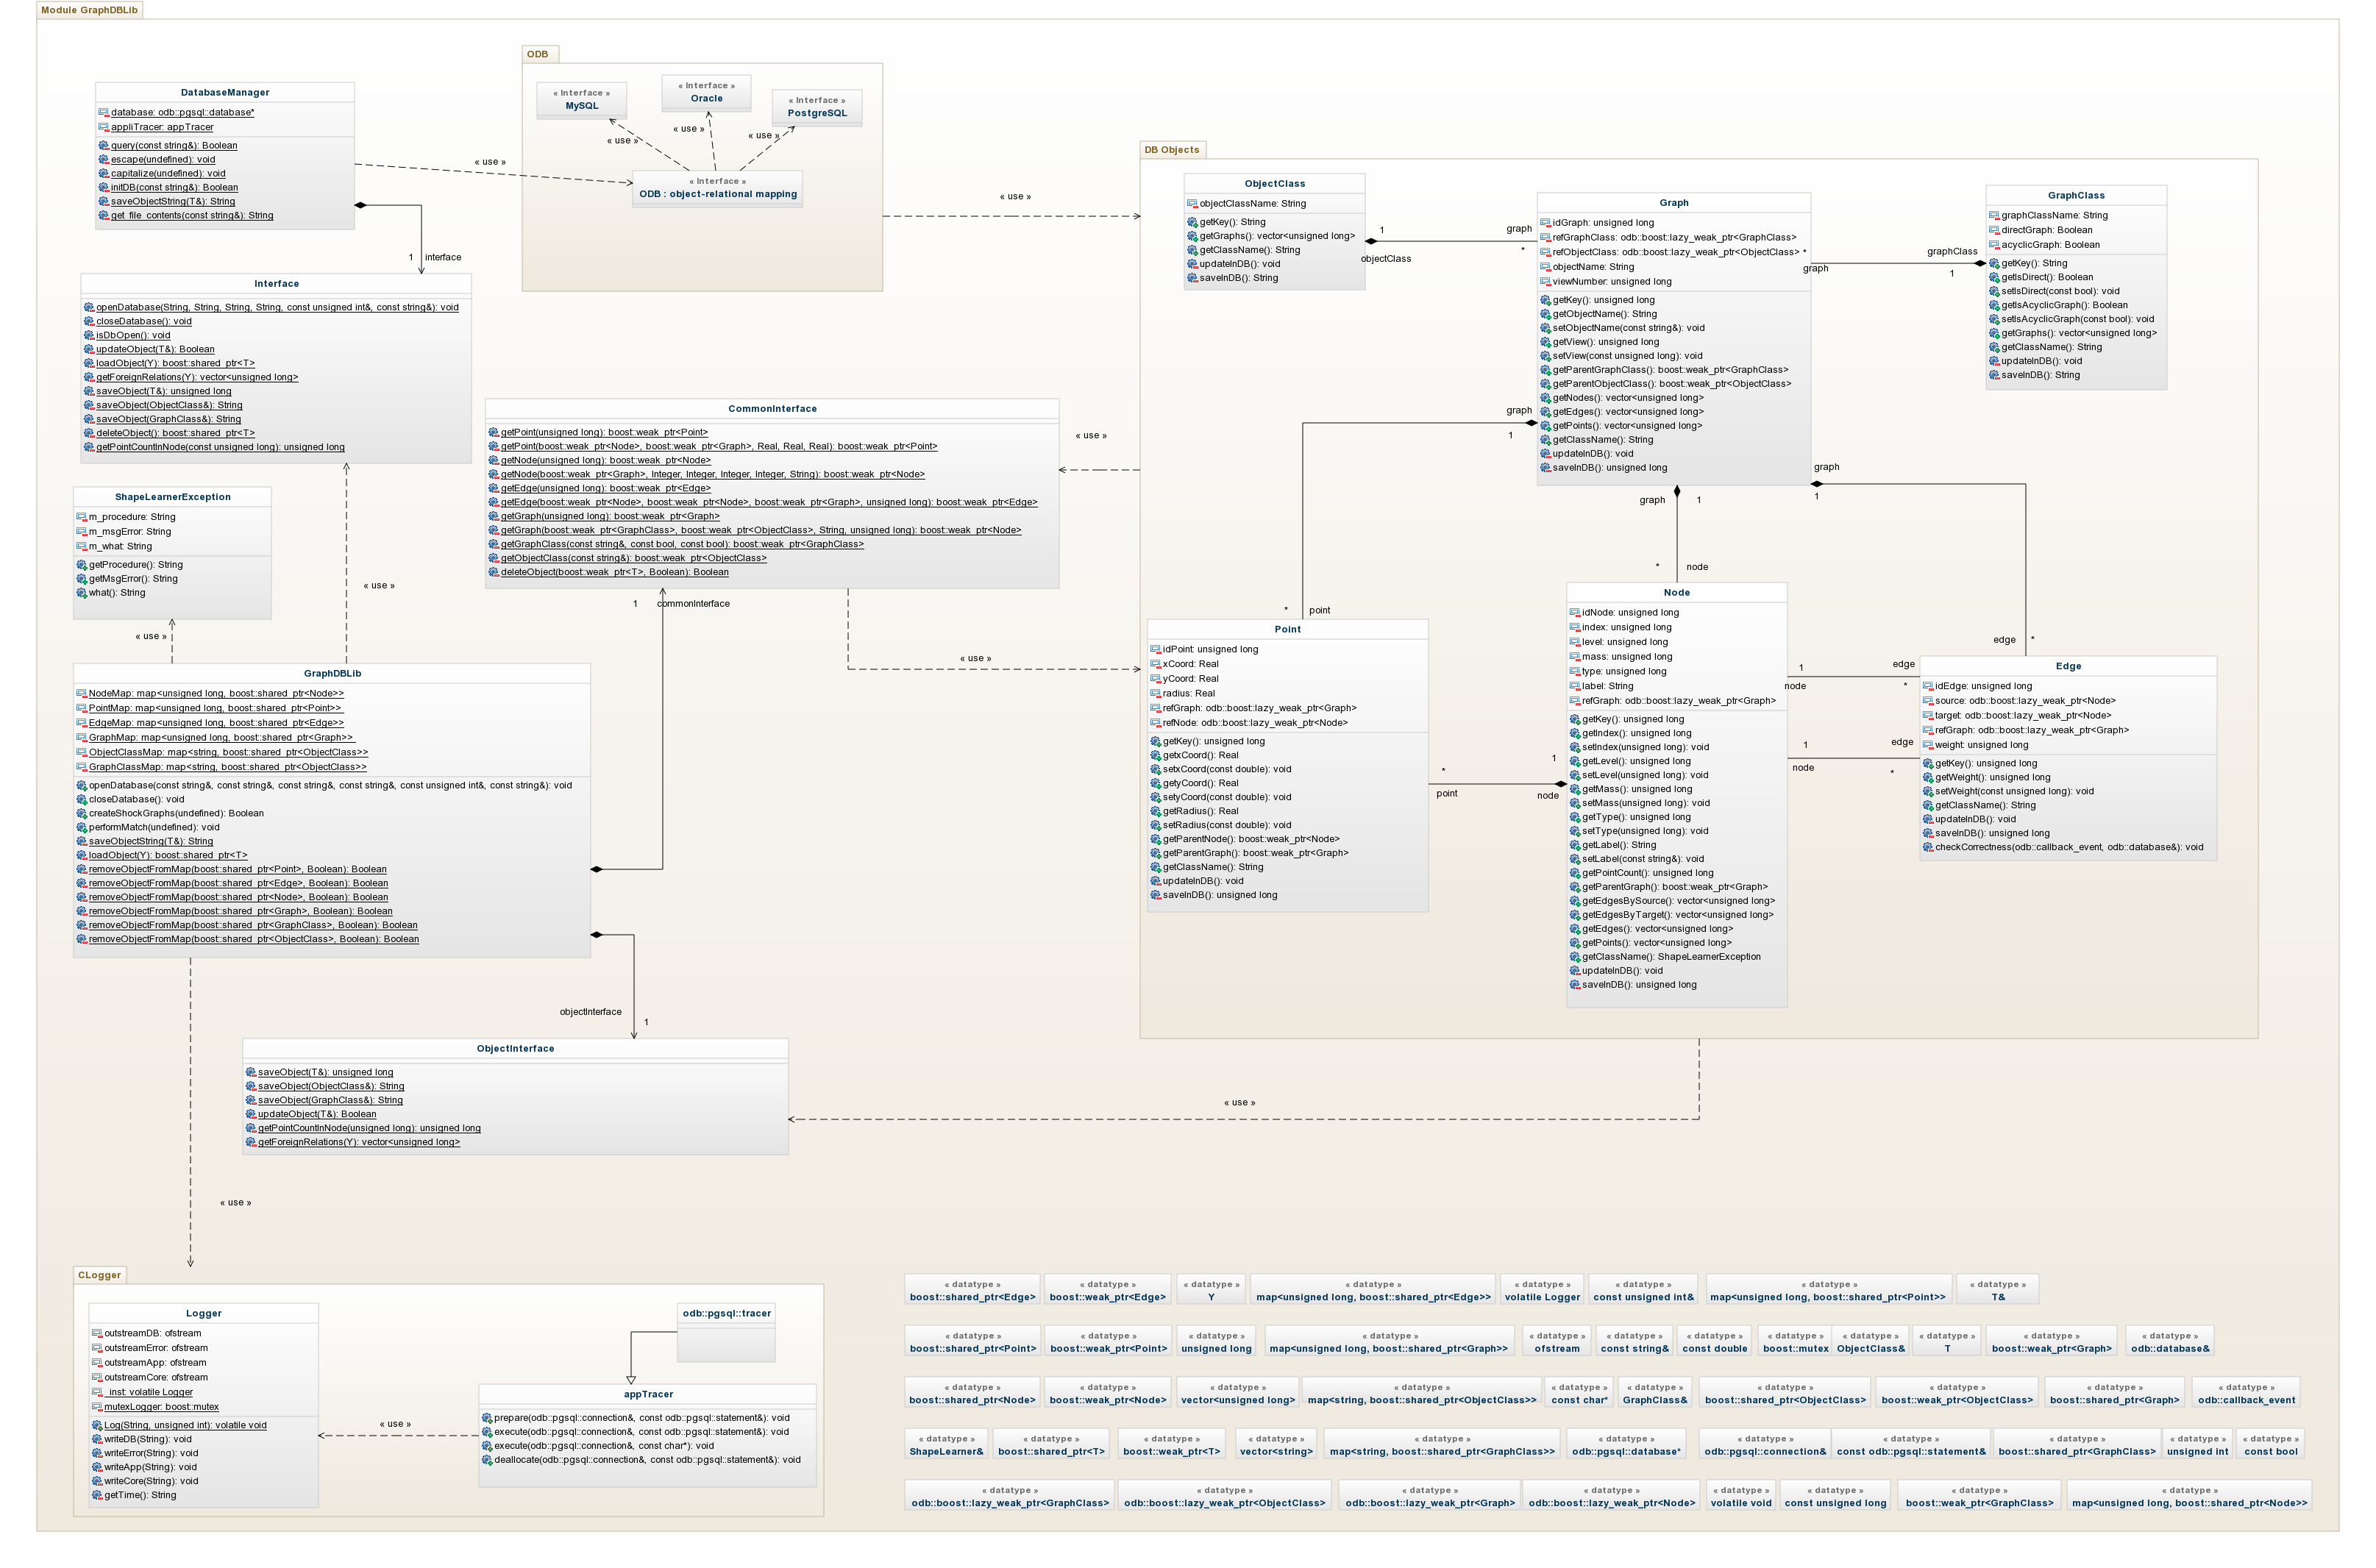 Module GraphDBLib
DatabaseManager
database: odb::pgsql::database*
appliTracer: appTracer
query(const string&): Boolean
escape(undefined): void
capitalize(undefined): void
initDB(const string&): Boolean
saveObjectString(T&): String
get_file_contents(const string&): String
« use »
1
interface
ODB
« Interface »
MySQL
« Interface »
Oracle
« Interface »
PostgreSQL
« use »
« use »
« use »
« Interface »
ODB : object-relational mapping
« use »
Interface
openDatabase(String, String, String, String, const unsigned int&, const string&): void
closeDatabase(): void
isDbOpen(): void
updateObject(T&): Boolean
loadObject(Y): boost::shared_ptr<T>
getForeignRelations(Y): vector<unsigned long>
saveObject(T&): unsigned long
saveObject(ObjectClass&): String
saveObject(GraphClass&): String
deleteObject(): boost::shared_ptr<T>
getPointCountInNode(const unsigned long): unsigned long
ShapeLearnerException
m_procedure: String
m_msgError: String
m_what: String
getProcedure(): String
getMsgError(): String
what(): String
« use »
« use »
CommonInterface
getPoint(unsigned long): boost::weak_ptr<Point>
getPoint(boost::weak_ptr<Node>, boost::weak_ptr<Graph>, Real, Real, Real): boost::weak_ptr<Point>
getNode(unsigned long): boost::weak_ptr<Node>
getNode(boost::weak_ptr<Graph>, Integer, Integer, Integer, Integer, String): boost::weak_ptr<Node>
getEdge(unsigned long): boost::weak_ptr<Edge>
getEdge(boost::weak_ptr<Node>, boost::weak_ptr<Node>, boost::weak_ptr<Graph>, unsigned long): boost::weak_ptr<Edge>
getGraph(unsigned long): boost::weak_ptr<Graph>
getGraph(boost::weak_ptr<GraphClass>, boost::weak_ptr<ObjectClass>, String, unsigned long): boost::weak_ptr<Node>
getGraphClass(const string&, const bool, const bool): boost::weak_ptr<GraphClass>
getObjectClass(const string&): boost::weak_ptr<ObjectClass>
deleteObject(boost::weak_ptr<T>, Boolean): Boolean
1
commonInterface
« use »
« use »
GraphDBLib
NodeMap: map<unsigned long, boost::shared_ptr<Node>>
PointMap: map<unsigned long, boost::shared_ptr<Point>>
EdgeMap: map<unsigned long, boost::shared_ptr<Edge>>
GraphMap: map<unsigned long, boost::shared_ptr<Graph>>
ObjectClassMap: map<string, boost::shared_ptr<ObjectClass>>
GraphClassMap: map<string, boost::shared_ptr<ObjectClass>>
openDatabase(const string&, const string&, const string&, const string&, const unsigned int&, const string&): void
closeDatabase(): void
createShockGraphs(undefined): Boolean
performMatch(undefined): void
saveObjectString(T&): String
loadObject(Y): boost::shared_ptr<T>
removeObjectFromMap(boost::shared_ptr<Point>, Boolean): Boolean
removeObjectFromMap(boost::shared_ptr<Edge>, Boolean): Boolean
removeObjectFromMap(boost::shared_ptr<Node>, Boolean): Boolean
removeObjectFromMap(boost::shared_ptr<Graph>, Boolean): Boolean
removeObjectFromMap(boost::shared_ptr<GraphClass>, Boolean): Boolean
removeObjectFromMap(boost::shared_ptr<ObjectClass>, Boolean): Boolean
objectInterface
1
ObjectInterface
saveObject(T&): unsigned long
saveObject(ObjectClass&): String
saveObject(GraphClass&): String
updateObject(T&): Boolean
getPointCountInNode(unsigned long): unsigned long
getForeignRelations(Y): vector<unsigned long>
« use »
« use »
DB Objects
ObjectClass
objectClassName: String
getKey(): String
getGraphs(): vector<unsigned long>
getClassName(): String
updateInDB(): void
saveInDB(): String
1
objectClass
graph
*
Graph
idGraph: unsigned long
refGraphClass: odb::boost::lazy_weak_ptr<GraphClass>
refObjectClass: odb::boost::lazy_weak_ptr<ObjectClass>
objectName: String
viewNumber: unsigned long
getKey(): unsigned long
getObjectName(): String
setObjectName(const string&): void
getView(): unsigned long
setView(const unsigned long): void
getParentGraphClass(): boost::weak_ptr<GraphClass>
getParentObjectClass(): boost::weak_ptr<ObjectClass>
getNodes(): vector<unsigned long>
getEdges(): vector<unsigned long>
getPoints(): vector<unsigned long>
getClassName(): String
updateInDB(): void
saveInDB(): unsigned long
*
graph
graphClass
1
GraphClass
graphClassName: String
directGraph: Boolean
acyclicGraph: Boolean
getKey(): String
getIsDirect(): Boolean
setIsDirect(const bool): void
getIsAcyclicGraph(): Boolean
setIsAcyclicGraph(const bool): void
getGraphs(): vector<unsigned long>
getClassName(): String
updateInDB(): void
saveInDB(): String
graph
1
* point
graph 1
* node
graph
1
edge *
Point
idPoint: unsigned long
xCoord: Real
yCoord: Real
radius: Real
refGraph: odb::boost::lazy_weak_ptr<Graph>
refNode: odb::boost::lazy_weak_ptr<Node>
getKey(): unsigned long
getxCoord(): Real
setxCoord(const double): void
getyCoord(): Real
setyCoord(const double): void
getRadius(): Real
setRadius(const double): void
getParentNode(): boost::weak_ptr<Node>
getParentGraph(): boost::weak_ptr<Graph>
getClassName(): String
updateInDB(): void
saveInDB(): unsigned long
*
point
1
node
Node
idNode: unsigned long
index: unsigned long
level: unsigned long
mass: unsigned long
type: unsigned long
label: String
refGraph: odb::boost::lazy_weak_ptr<Graph>
getKey(): unsigned long
getIndex(): unsigned long
setIndex(unsigned long): void
getLevel(): unsigned long
setLevel(unsigned long): void
getMass(): unsigned long
setMass(unsigned long): void
getType(): unsigned long
setType(unsigned long): void
getLabel(): String
setLabel(const string&): void
getPointCount(): unsigned long
getParentGraph(): boost::weak_ptr<Graph>
getEdgesBySource(): vector<unsigned long>
getEdgesByTarget(): vector<unsigned long>
getEdges(): vector<unsigned long>
getPoints(): vector<unsigned long>
getClassName(): ShapeLearnerException
updateInDB(): void
saveInDB(): unsigned long
1
node
edge
*
1
node
edge
*
Edge
idEdge: unsigned long
source: odb::boost::lazy_weak_ptr<Node>
target: odb::boost::lazy_weak_ptr<Node>
refGraph: odb::boost::lazy_weak_ptr<Graph>
weight: unsigned long
getKey(): unsigned long
getWeight(): unsigned long
setWeight(const unsigned long): void
getClassName(): String
updateInDB(): void
saveInDB(): unsigned long
checkCorrectness(odb::callback_event, odb::database&): void
CLogger
Logger
outstreamDB: ofstream
outstreamError: ofstream
outstreamApp: ofstream
outstreamCore: ofstream
_inst: volatile Logger
mutexLogger: boost::mutex
Log(String, unsigned int): volatile void
writeDB(String): void
writeError(String): void
writeApp(String): void
writeCore(String): void
getTime(): String
« use »
odb::pgsql::tracer
appTracer
prepare(odb::pgsql::connection&, const odb::pgsql::statement&): void
execute(odb::pgsql::connection&, const odb::pgsql::statement&): void
execute(odb::pgsql::connection&, const char*): void
deallocate(odb::pgsql::connection&, const odb::pgsql::statement&): void
« datatype » « datatype » « datatype » « datatype » « datatype » « datatype » « datatype » « datatype »
boost::shared_ptr<Edge> boost::weak_ptr<Edge> Y map<unsigned long, boost::shared_ptr<Edge>> volatile Logger const unsigned int& map<unsigned long, boost::shared_ptr<Point>> T&
« datatype » « datatype » « datatype » « datatype » « datatype » « datatype » « datatype » « datatype » « datatype » « datatype » « datatype » « datatype »
boost::shared_ptr<Point> boost::weak_ptr<Point> unsigned long map<unsigned long, boost::shared_ptr<Graph>> ofstream const string& const double boost::mutex ObjectClass& T boost::weak_ptr<Graph> odb::database&
« datatype » « datatype » « datatype » « datatype » « datatype » « datatype » « datatype » « datatype » « datatype » « datatype »
boost::shared_ptr<Node> boost::weak_ptr<Node> vector<unsigned long> map<string, boost::shared_ptr<ObjectClass>> const char* GraphClass& boost::shared_ptr<ObjectClass> boost::weak_ptr<ObjectClass> boost::shared_ptr<Graph> odb::callback_event
« datatype » « datatype » « datatype » « datatype » « datatype » « datatype » « datatype » « datatype » « datatype » « datatype » « datatype »
ShapeLearner& boost::shared_ptr<T> boost::weak_ptr<T> vector<string> map<string, boost::shared_ptr<GraphClass>> odb::pgsql::database* odb::pgsql::connection& const odb::pgsql::statement& boost::shared_ptr<GraphClass> unsigned int const bool
« datatype » « datatype » « datatype » « datatype » « datatype » « datatype » « datatype » « datatype »
odb::boost::lazy_weak_ptr<GraphClass> odb::boost::lazy_weak_ptr<ObjectClass> odb::boost::lazy_weak_ptr<Graph> odb::boost::lazy_weak_ptr<Node> volatile void const unsigned long boost::weak_ptr<GraphClass> map<unsigned long, boost::shared_ptr<Node>>